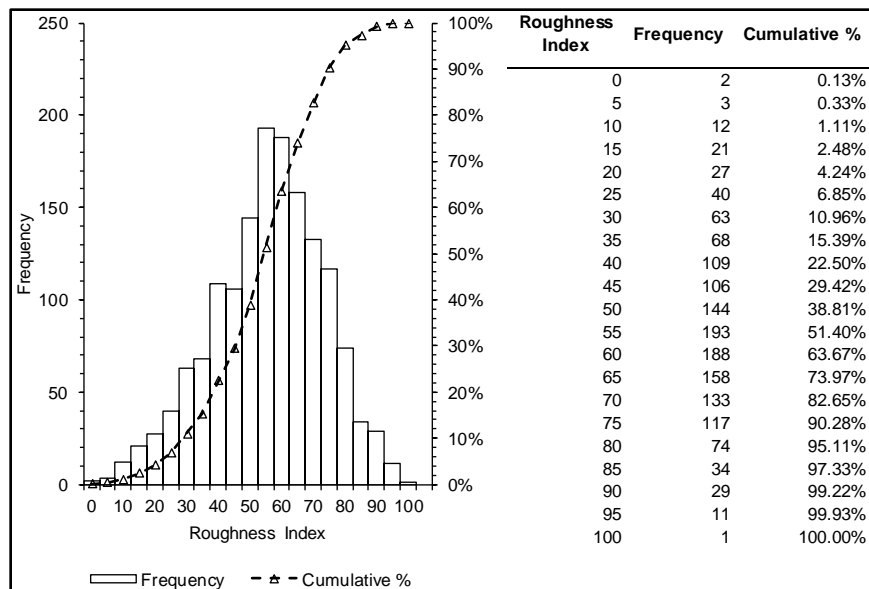 250
200
150
100
50
0
Frequency
100%
90%
80%
70%
60%
50%
40%
30%
20%
10%
0%
0 10 20 30 40 50 60 70 80 90 100
Roughness Index
Frequency Cumulative %
Roughness Index Frequency Cumulative %
0 2 0.13%
5 3 0.33%
10 12 1.11%
15 21 2.48%
20 27 4.24%
25 40 6.85%
30 63 10.96%
35 68 15.39%
40 109 22.50%
45 106 29.42%
50 144 38.81%
55 193 51.40%
60 188 63.67%
65 158 73.97%
70 133 82.65%
75 117 90.28%
80 74 95.11%
85 34 97.33%
90 29 99.22%
95 11 99.93%
100 1 100.00%